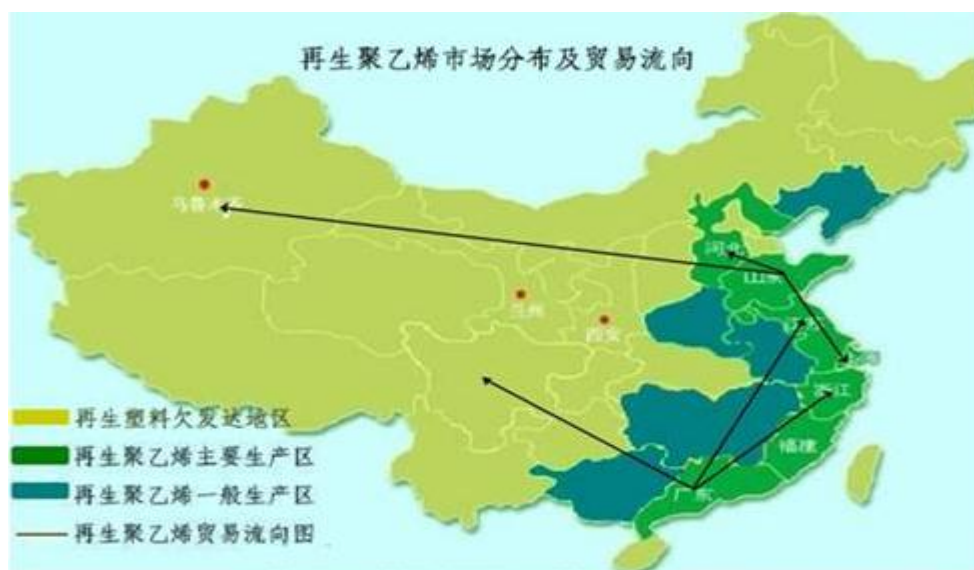 再生聚乙烯市场分布及贸易流向
乌鲁木齐
河北
山东
兰州
西安
江苏
上海
浙江
福建
广东
再生塑料欠发达地区
再生聚乙烯主要生产区
再生聚乙烯一般生产区
再生聚乙烯贸易流向图